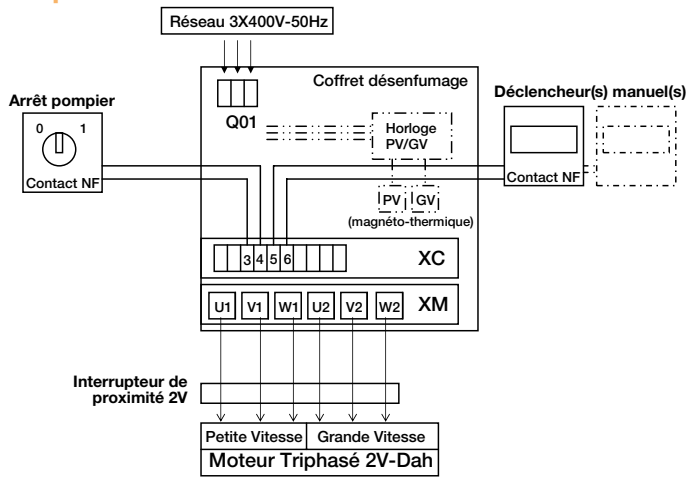 Réseau 3X400V-50Hz
Coffret désenfumage
Arrêt pompier
0 1
Contact NF
Q01
Horloge
PV/GV
PV GV
(magnéto-thermique)
Déclencheur(s) manuel(s)
Contact NF
3 4 5 6
XC
U1 V1 W1 U2 V2 W2
XM
Interrupteur de
proximité 2V
Petite Vitesse Grande Vitesse
Moteur Triphasé 2V-Dah